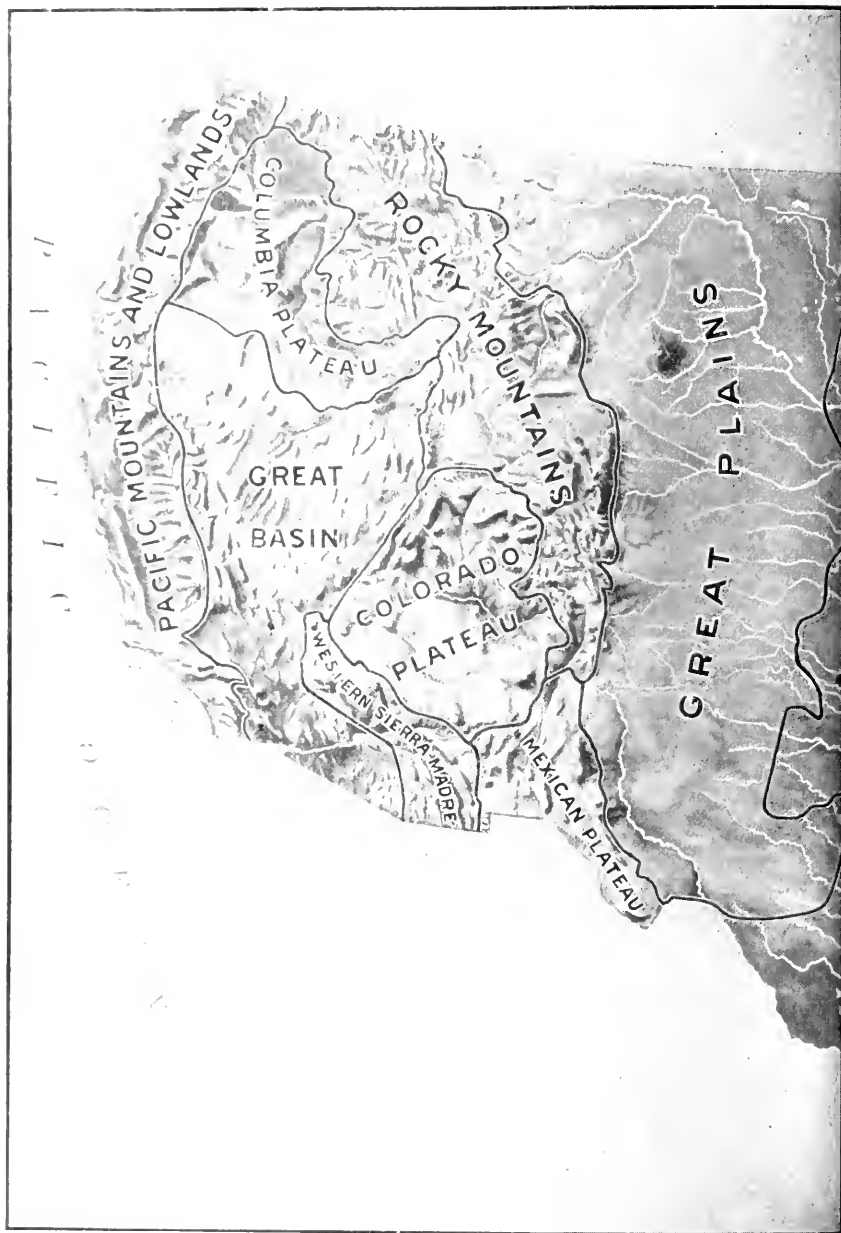 PACIFIC MOUNTAINS AND LOWLANDS
COLUMBIA PLATEAU
ROCKY MOUNTAINS
GREAT
BASIN
COLORADO
PLATEAU
WESTERN SIERRA MADRE
MEXICAN PLATEAU
GREAT PLAINS